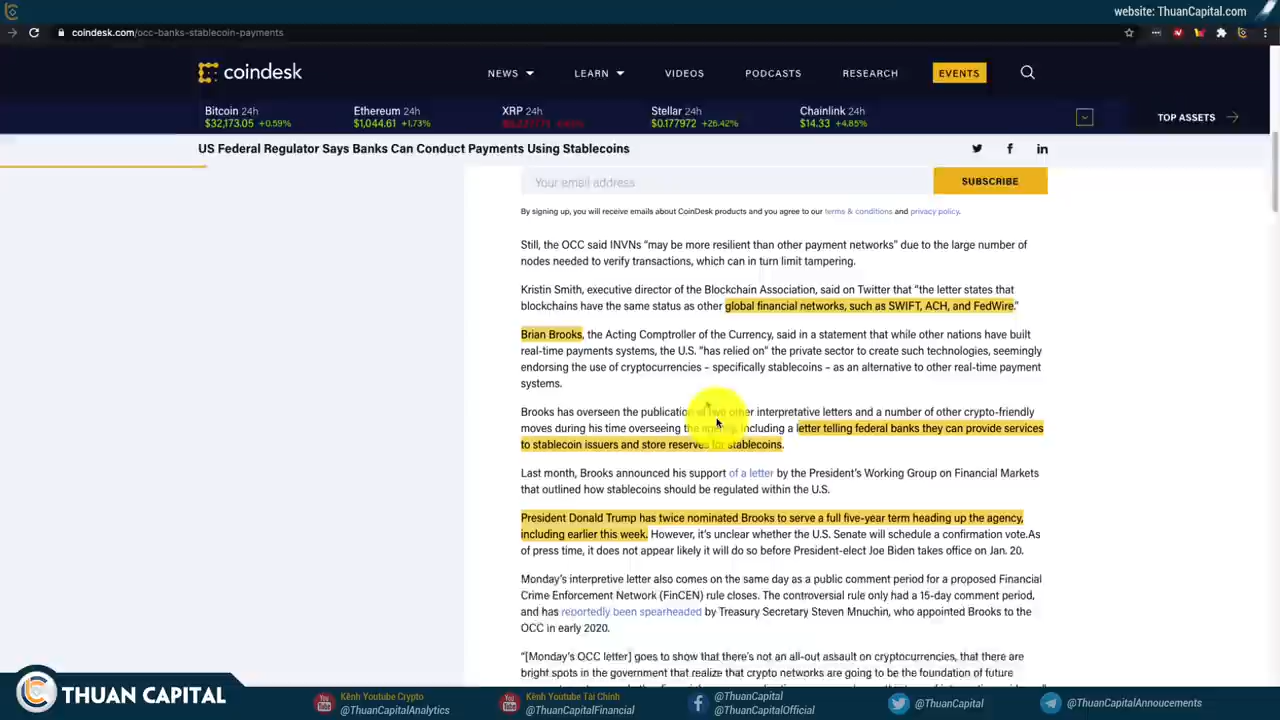 website: ThuanCapital.com
coindesk.com/occ-banks-stablecoin-payments
coindesk
NEWS
LEARN
VIDEOS
PODCASTS
RESEARCH
EVENTS
Bitcoin 24h
$32,173.05 +0.59%
Ethereum 24h
$1,044.61 +1.73%
XRP 24h
Stellar 24h
$0.177972 +26.42%
Chainlink 24h
$14.33 +4.85%
TOP ASSETS
US Federal Regulator Says Banks Can Conduct Payments Using Stablecoins
Your email address
SUBSCRIBE
By signing up, you will receive emails about CoinDesk products and you agree to our terms & conditions and privacy policy.
Still, the OCC said INVNs “may be more resilient than other payment networks” due to the large number of
nodes needed to verify transactions, which can in turn limit tampering.
Kristin Smith, executive director of the Blockchain Association, said on Twitter that “the letter states that
blockchains have the same status as other global financial networks, such as SWIFT, ACH, and FedWire.”
Brian Brooks, the Acting Comptroller of the Currency, said in a statement that while other nations have built
real-time payments systems, the U.S. “has relied on” the private sector to create such technologies, seemingly
endorsing the use of cryptocurrencies – specifically stablecoins – as an alternative to other real-time payment
systems.
Brooks has overseen the publication other interpretative letters and a number of other crypto-friendly
moves during his time overseeing the including a letter telling federal banks they can provide services
to stablecoin issuers and store reserves for stablecoins.
Last month, Brooks announced his support of a letter by the President’s Working Group on Financial Markets
that outlined how stablecoins should be regulated within the U.S.
President Donald Trump has twice nominated Brooks to serve a full five-year term heading up the agency,
including earlier this week. However, it’s unclear whether the U.S. Senate will schedule a confirmation vote.As
of press time, it does not appear likely it will do so before President-elect Joe Biden takes office on Jan. 20.
Monday’s interpretive letter also comes on the same day as a public comment period for a proposed Financial
Crime Enforcement Network (FinCEN) rule closes. The controversial rule only had a 15-day comment period,
and has reportedly been spearheaded by Treasury Secretary Steven Mnuchin, who appointed Brooks to the
OCC in early 2020.
“[Monday’s OCC letter] goes to show that there’s not an all-out assault on cryptocurrencies, that there are
bright spots in the government that realize that crypto networks are going to be the foundation of future
THUAN CAPITAL
Kênh Youtube Crypto
@ThuanCapitalAnalytics
Kênh Youtube Tài Chính
@ThuanCapitalFinancial
@ThuanCapital
@ThuanCapitalOfficial
@ThuanCapital
@ThuanCapitalAnnoucements